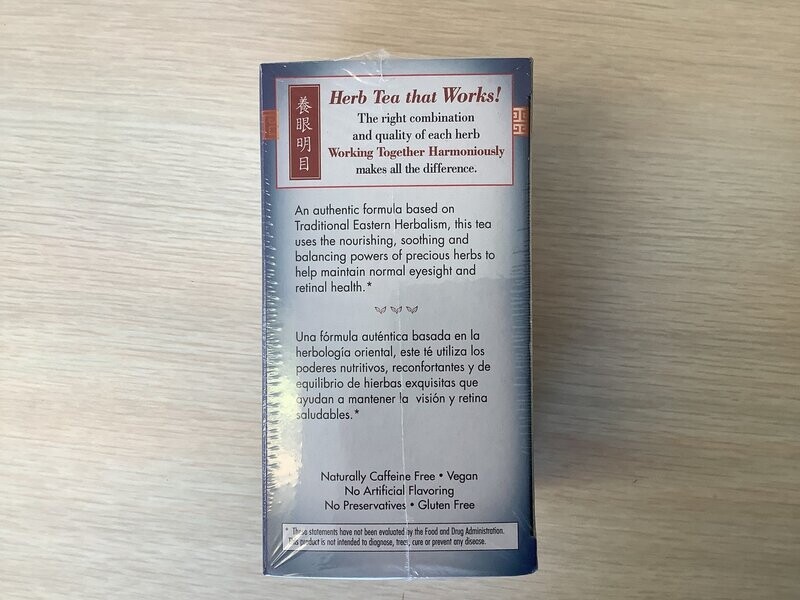 養眼明目
Herb Tea that Works!
The right combination
and quality of each herb
Working Together Harmoniously
makes all the difference.
An authentic formula based on
Traditional Eastern Herbalism, this tea
uses the nourishing, soothing and
balancing powers of precious herbs to
help maintain normal eyesight and
retinal health.*
Una fórmula auténtica basada en la
herbología oriental, este té utiliza los
poderes nutritivos, reconfortantes y de
equilibrio de hierbas exquisitas que
ayudan a mantener la visión y retina
saludables.*
Naturally Caffeine Free • Vegan
No Artificial Flavoring
No Preservatives • Gluten Free
* These statements have not been evaluated by the Food and Drug Administration.
This product is not intended to diagnose, treat, cure or prevent any disease.